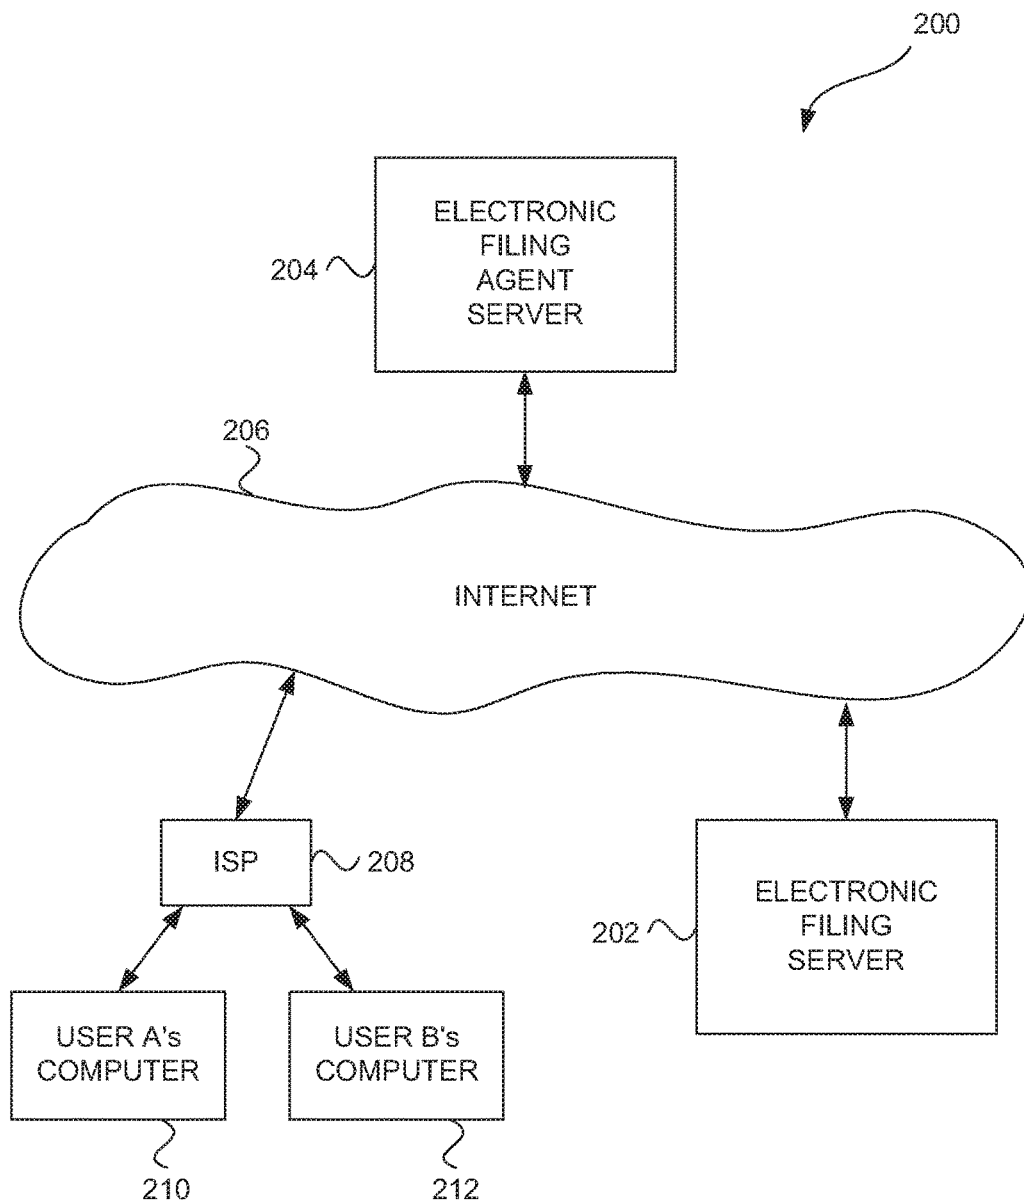 200
ELECTRONIC
FILING
AGENT
SERVER
204
206
INTERNET
ISP
208
ELECTRONIC
FILING
SERVER
202
USER A's
COMPUTER
USER B's
COMPUTER
210
212